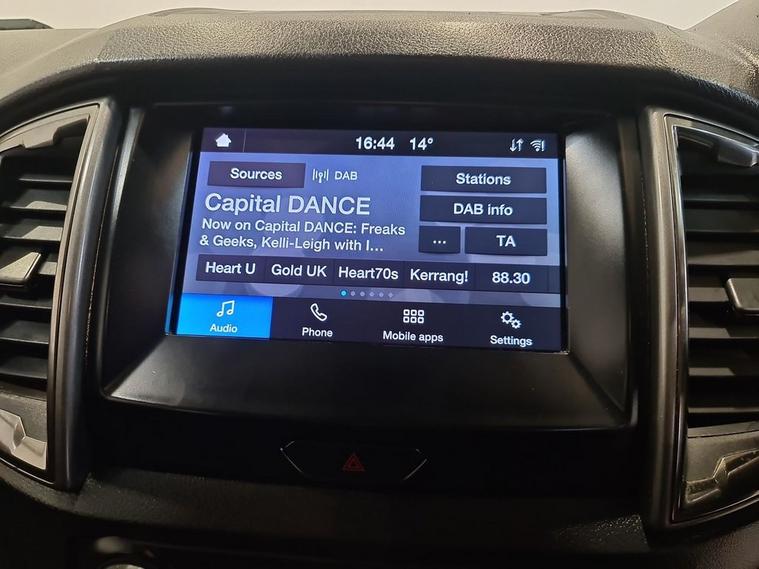 16:44 14°
Sources DAB Stations
Capital DANCE
DAB info
Now on Capital DANCE: Freaks
& Geeks, Kelli-Leigh with I...
... TA
Heart U Gold UK Heart70s Kerrang! 88.30
Audio Phone Mobile apps Settings